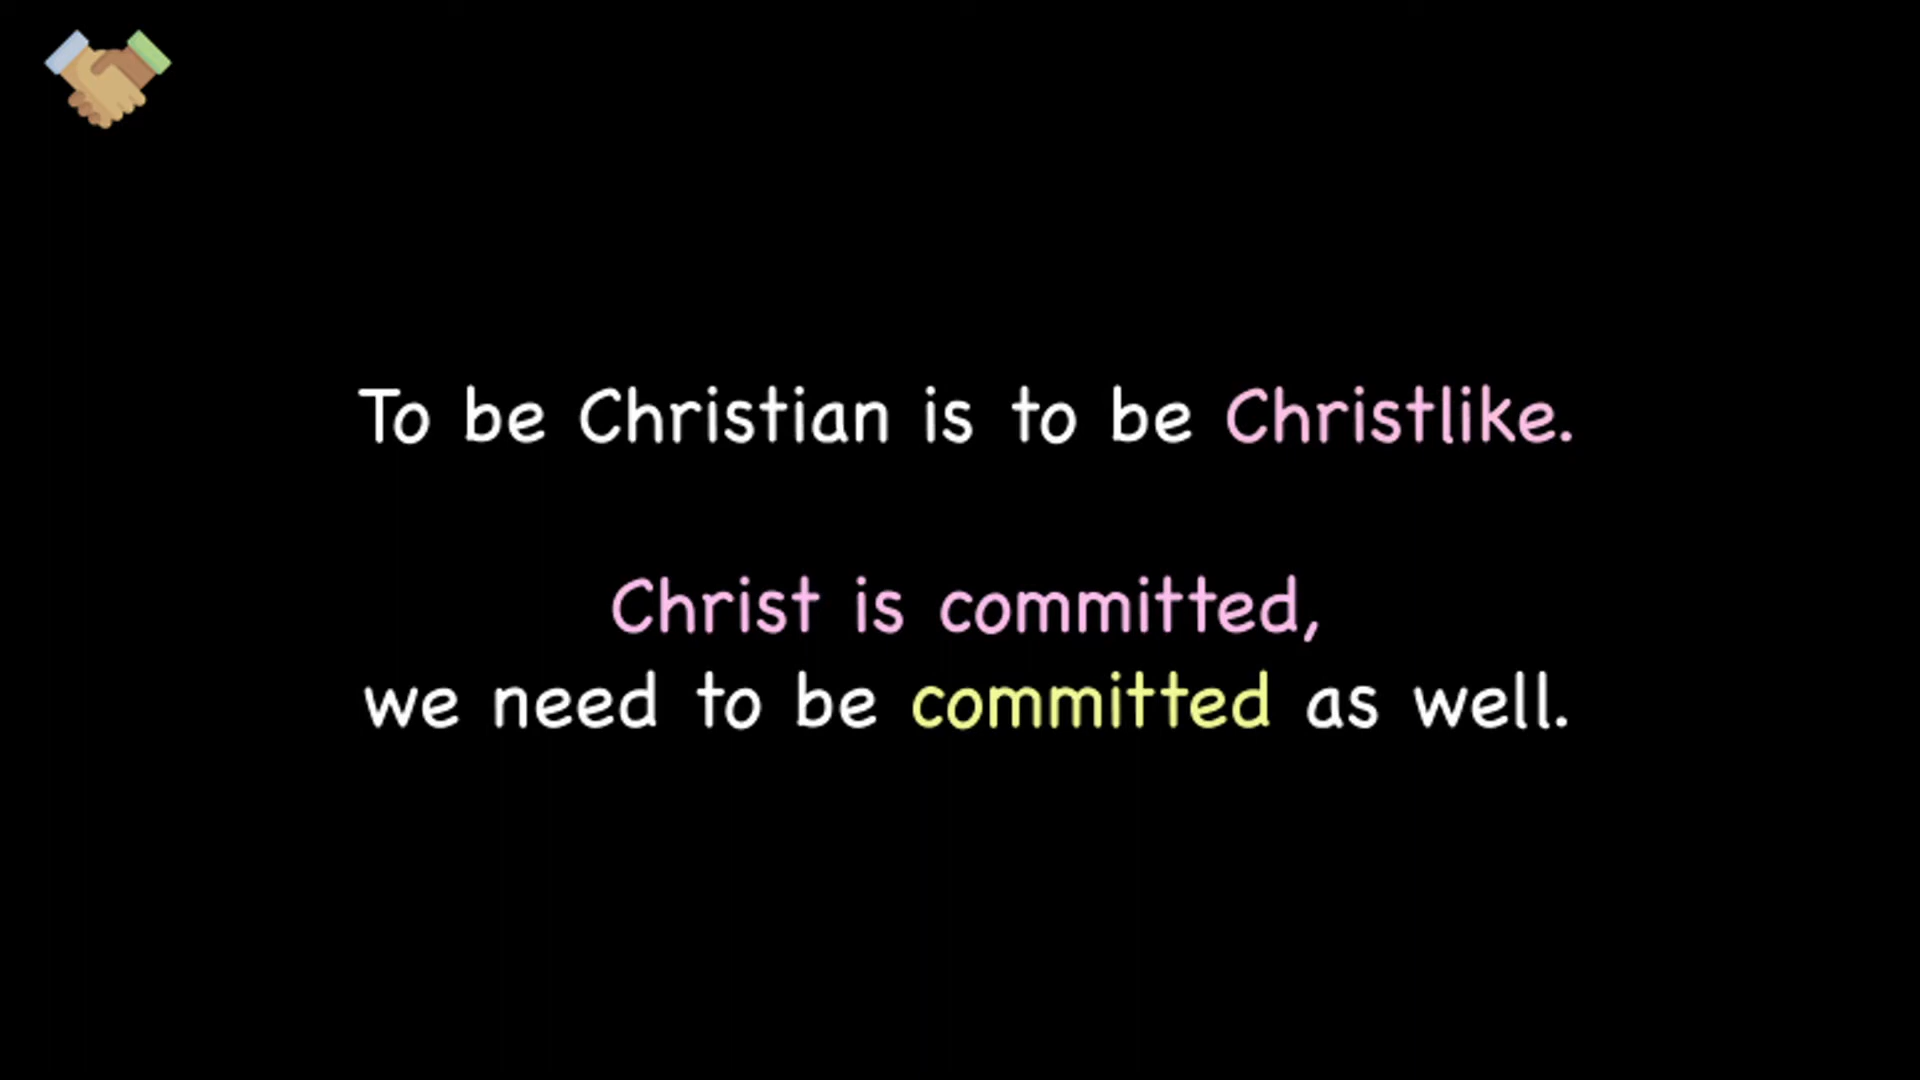 To be Christian is to be Christlike.
Christ is committed,
we need to be committed as well.